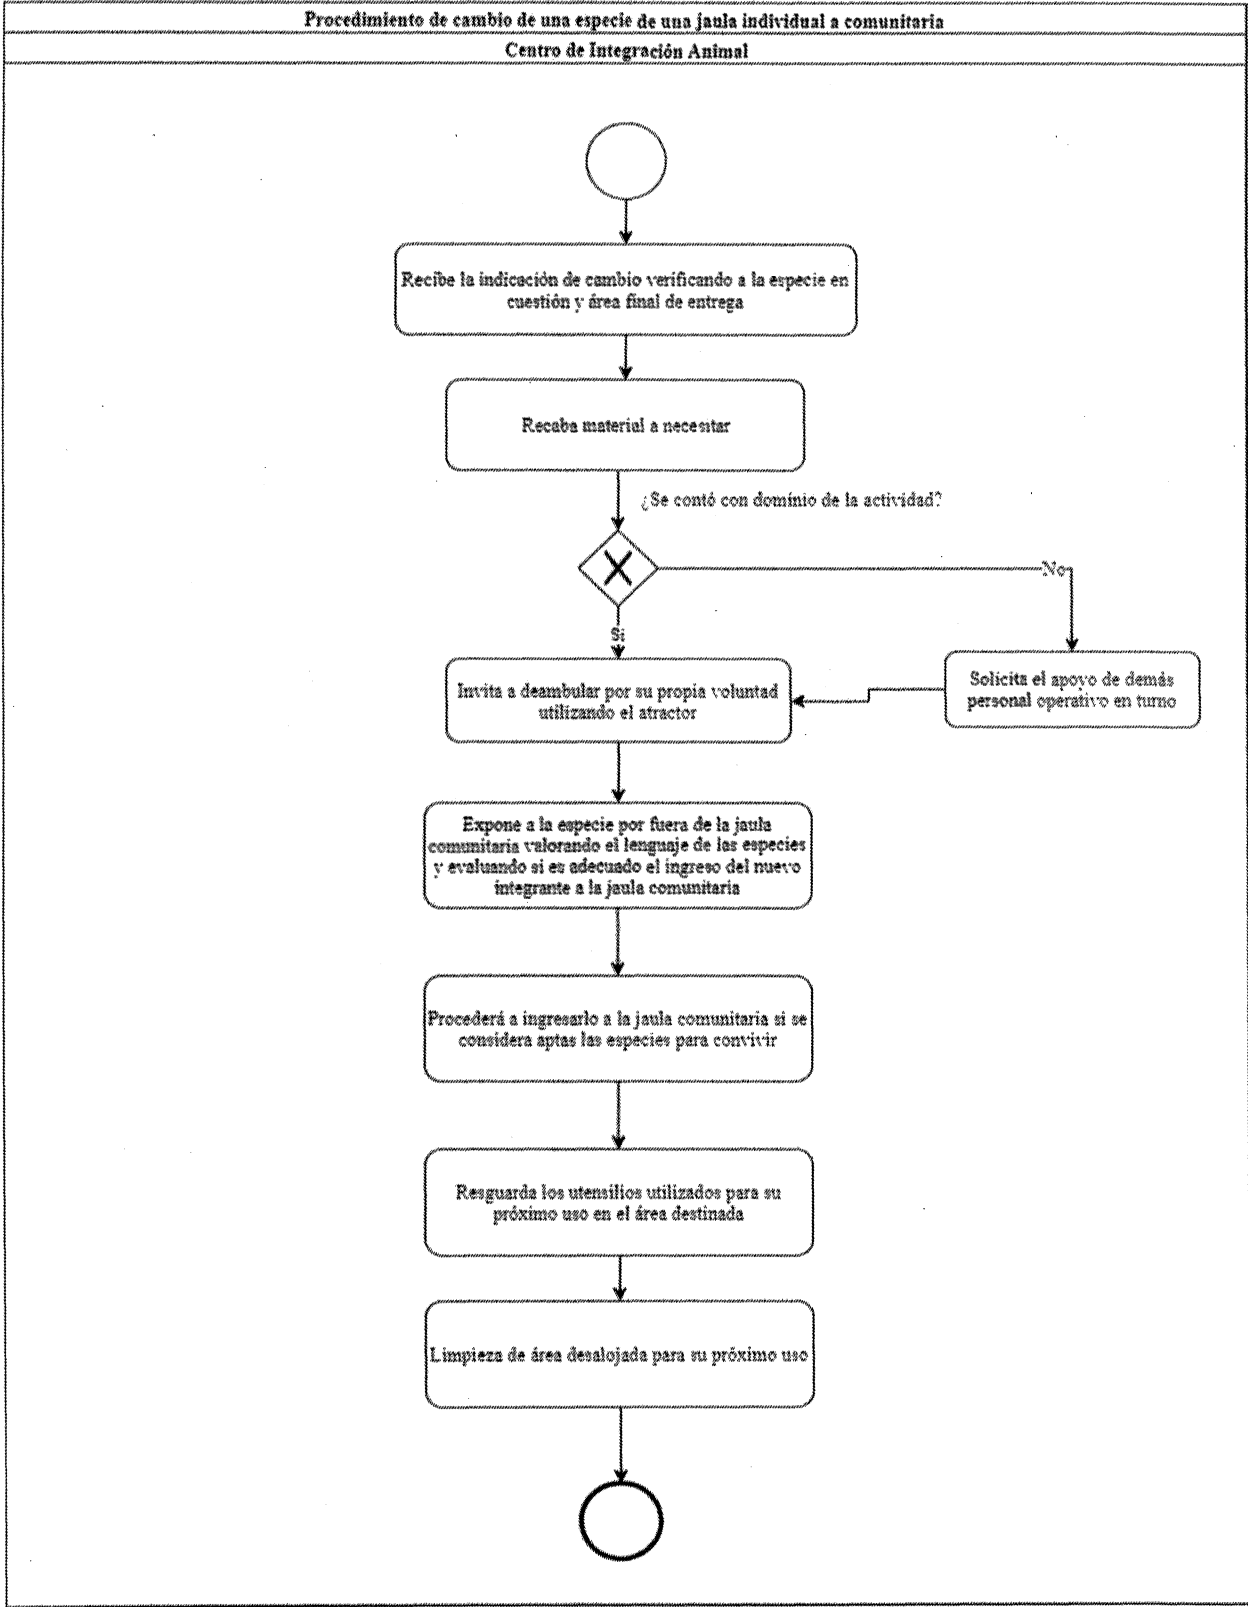 Procedimiento de cambio de una especie de una jaula individual a comunitaria
Centro de Integración Animal
Recibe la indicación de cambio verificando a la especie en
cuestión y área final de entrega
Recaba material a necesitar
¿Se contó con domínio de la actividad?
No
Si
Invita a deambular por su propia voluntad
utilizando el atractor
Solicita el apoyo de demás
personal operativo en turno
Expone a la especie por fuera de la jaula
comunitaria valorando el lenguaje de las especies
y evaluando si es adecuado el ingreso del nuevo
integrante a la jaula comunitaria
Procederá a ingresarlo a la jaula comunitaria si se
considera aptas las especies para convivir
Resguarda los utensilios utilizados para su
próximo uso en el área destinada
Limpieza de área desalojada para su próximo uso